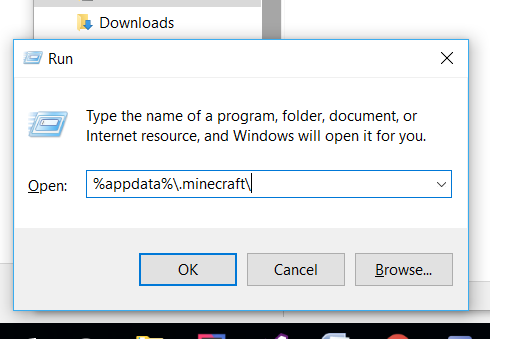 Downloads
Run
Type the name of a program, folder, document, or
Internet resource, and Windows will open it for you.
Open:
%appdata%\.minecraft\
OK
Cancel
Browse...